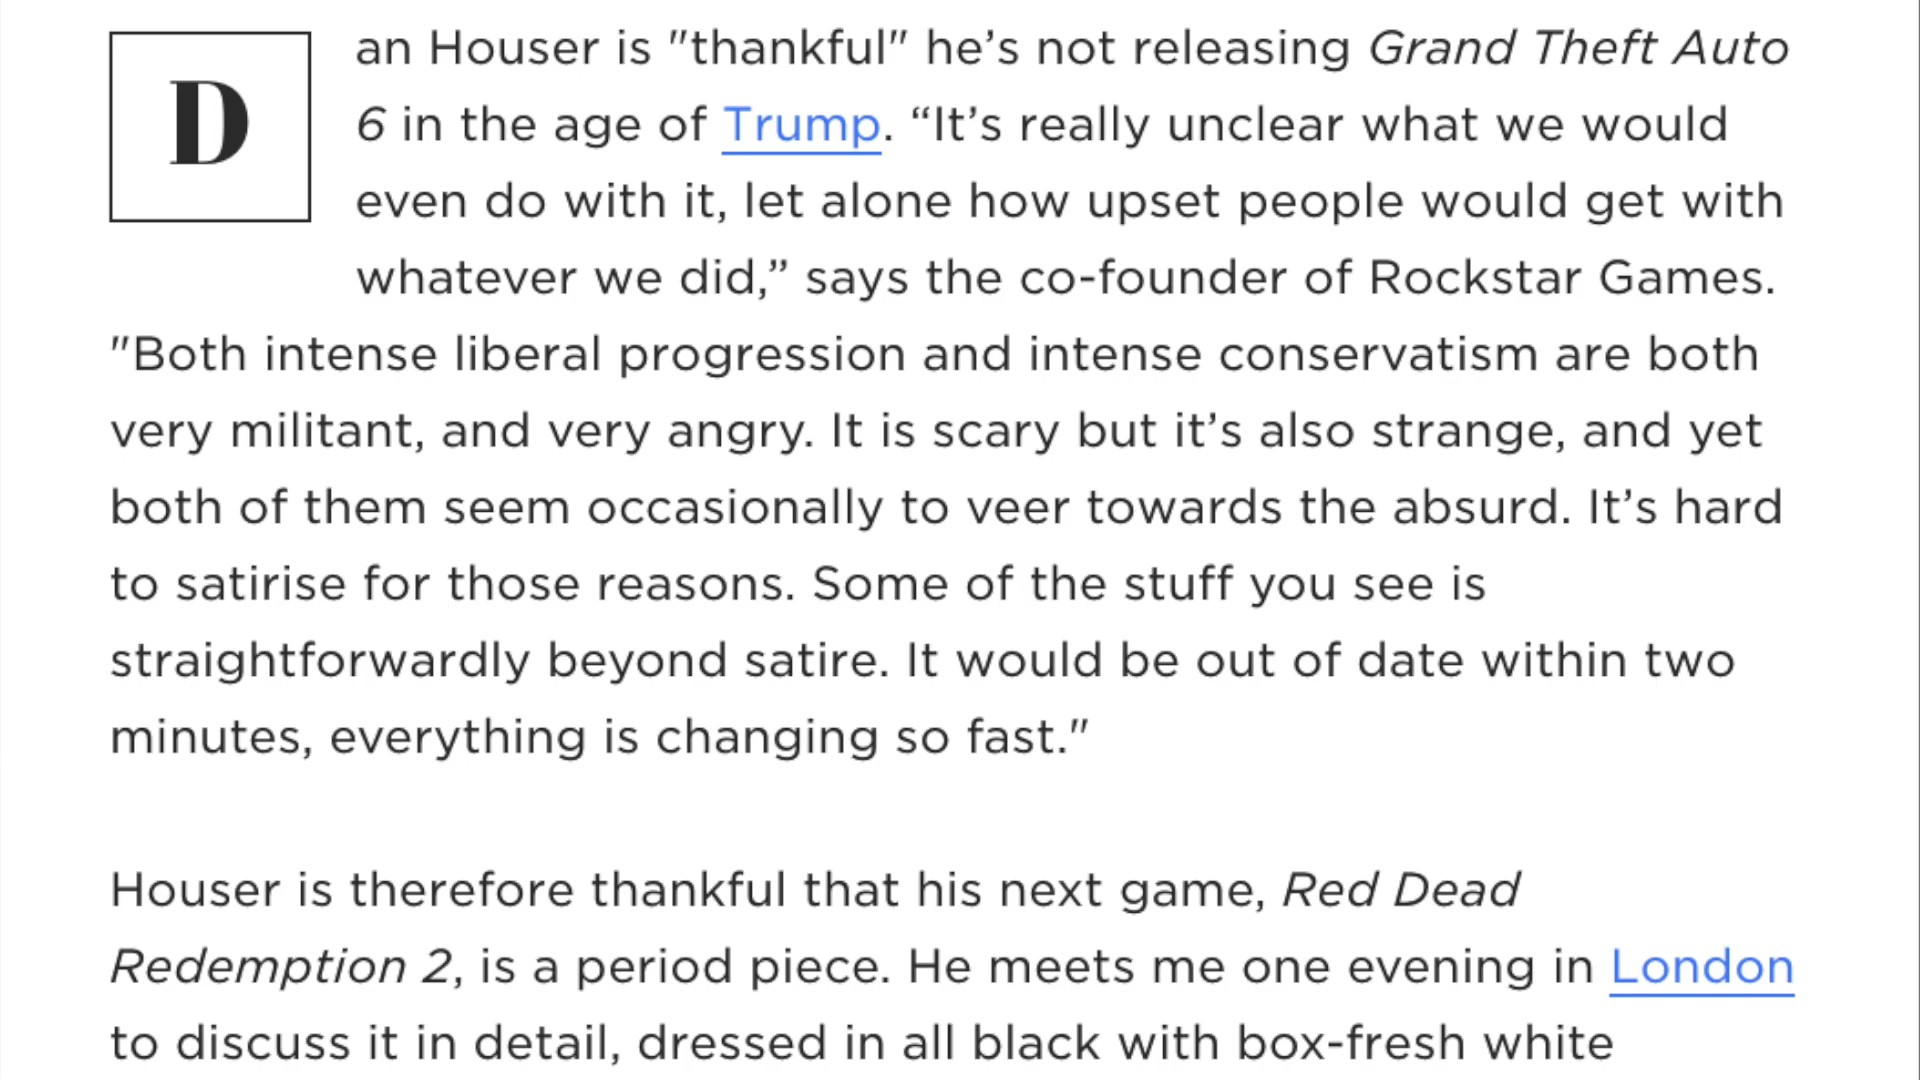 Dan Houser is "thankful" he’s not releasing Grand Theft Auto
6 in the age of Trump. “It’s really unclear what we would
even do with it, let alone how upset people would get with
whatever we did,” says the co-founder of Rockstar Games.
"Both intense liberal progression and intense conservatism are both
very militant, and very angry. It is scary but it’s also strange, and yet
both of them seem occasionally to veer towards the absurd. It’s hard
to satirise for those reasons. Some of the stuff you see is
straightforwardly beyond satire. It would be out of date within two
minutes, everything is changing so fast."
Houser is therefore thankful that his next game, Red Dead
Redemption 2, is a period piece. He meets me one evening in London
to discuss it in detail, dressed in all black with box-fresh white